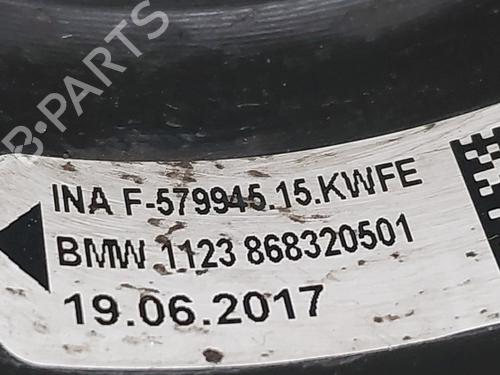 B-PARTS
INA F-579945.15.KWFE
BMW 1123 868320501
19.06.2017